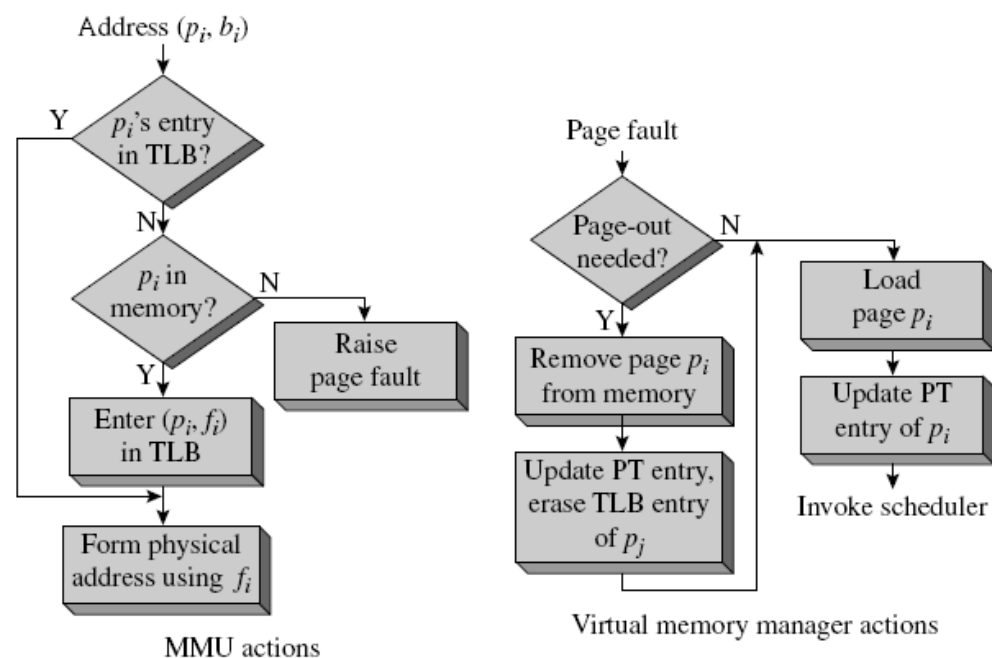 Address (pᵢ, bᵢ)
Y
pᵢ's entry
in TLB?
N
pᵢ in
memory?
N
Raise
page fault
Y
Enter (pᵢ, fᵢ)
in TLB
Form physical
address using fᵢ
MMU actions
Page fault
Page-out
needed?
N
Load
page pᵢ
Y
Remove page pᵢ
from memory
Update PT
entry of pᵢ
Update PT entry,
erase TLB entry
of pⱼ
Invoke scheduler
Virtual memory manager actions